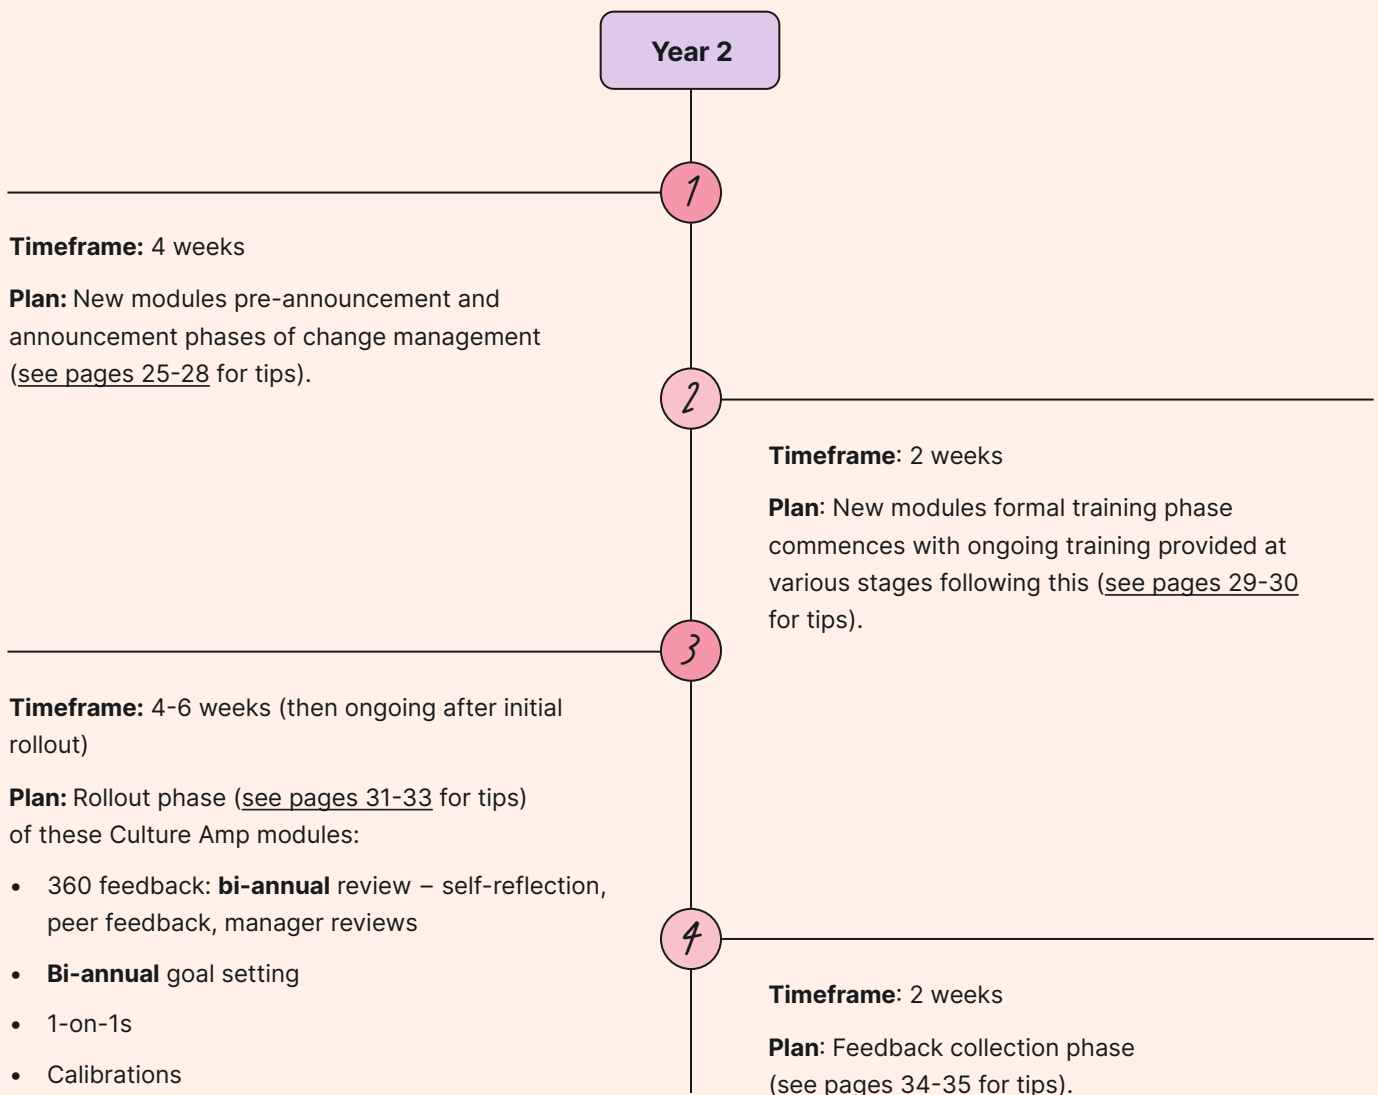 Year 2
1
Timeframe: 4 weeks
Plan: New modules pre-announcement and
announcement phases of change management
(see pages 25-28 for tips).
2
Timeframe: 2 weeks
Plan: New modules formal training phase
commences with ongoing training provided at
various stages following this (see pages 29-30
for tips).
3
Timeframe: 4-6 weeks (then ongoing after initial
rollout)
Plan: Rollout phase (see pages 31-33 for tips)
of these Culture Amp modules:
• 360 feedback: bi-annual review – self-reflection,
peer feedback, manager reviews
• Bi-annual goal setting
• 1-on-1s
• Calibrations
4
Timeframe: 2 weeks
Plan: Feedback collection phase
(see pages 34-35 for tips).